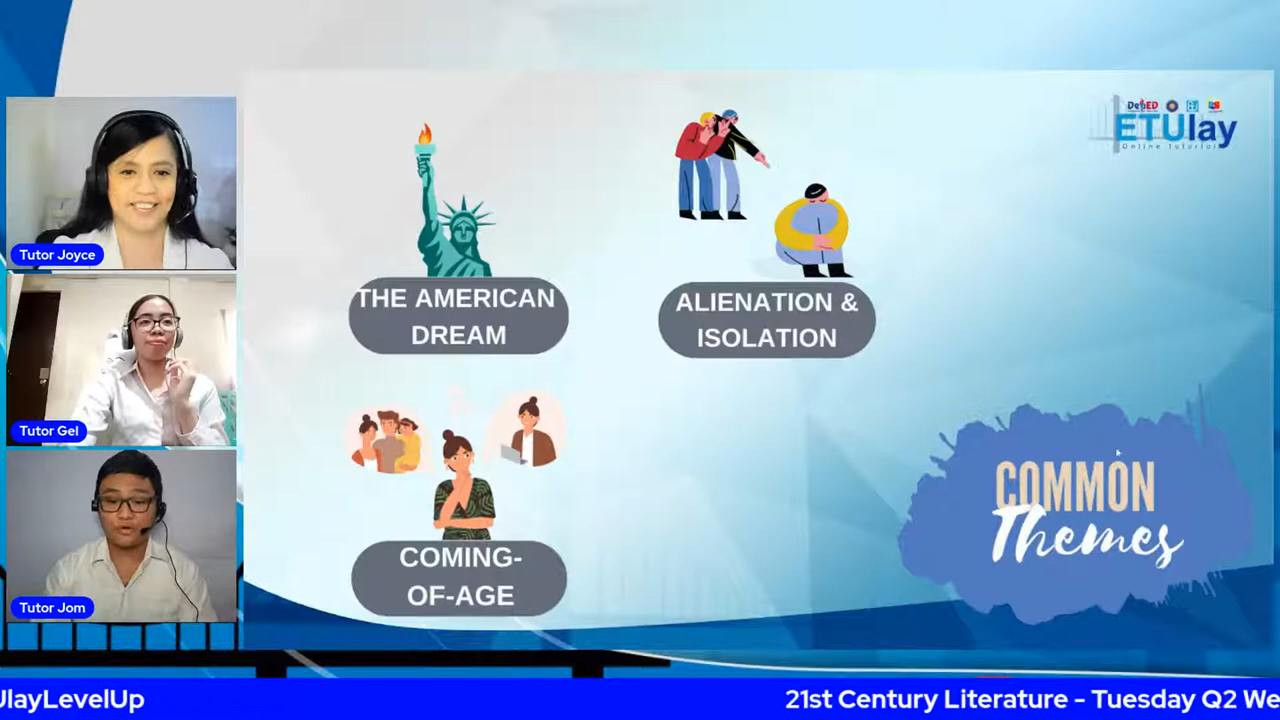 Tutor Joyce
Tutor Gel
Tutor Jom
THE AMERICAN
DREAM
ALIENATION &
ISOLATION
COMING-
OF-AGE
DepED
ETUlay
Online Tutorial
COMMON
Themes
UlayLevelUp
21st Century Literature - Tuesday Q2 We